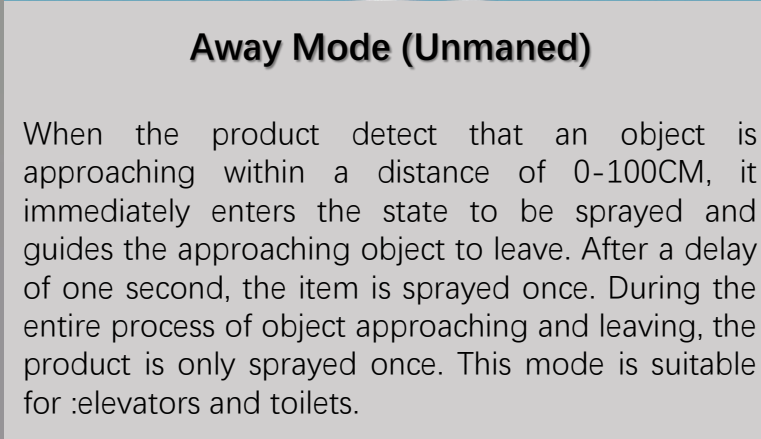 Away Mode (Unmaned)
When the product detect that an object is
approaching within a distance of 0-100CM, it
immediately enters the state to be sprayed and
guides the approaching object to leave. After a delay
of one second, the item is sprayed once. During the
entire process of object approaching and leaving, the
product is only sprayed once. This mode is suitable
for :elevators and toilets.